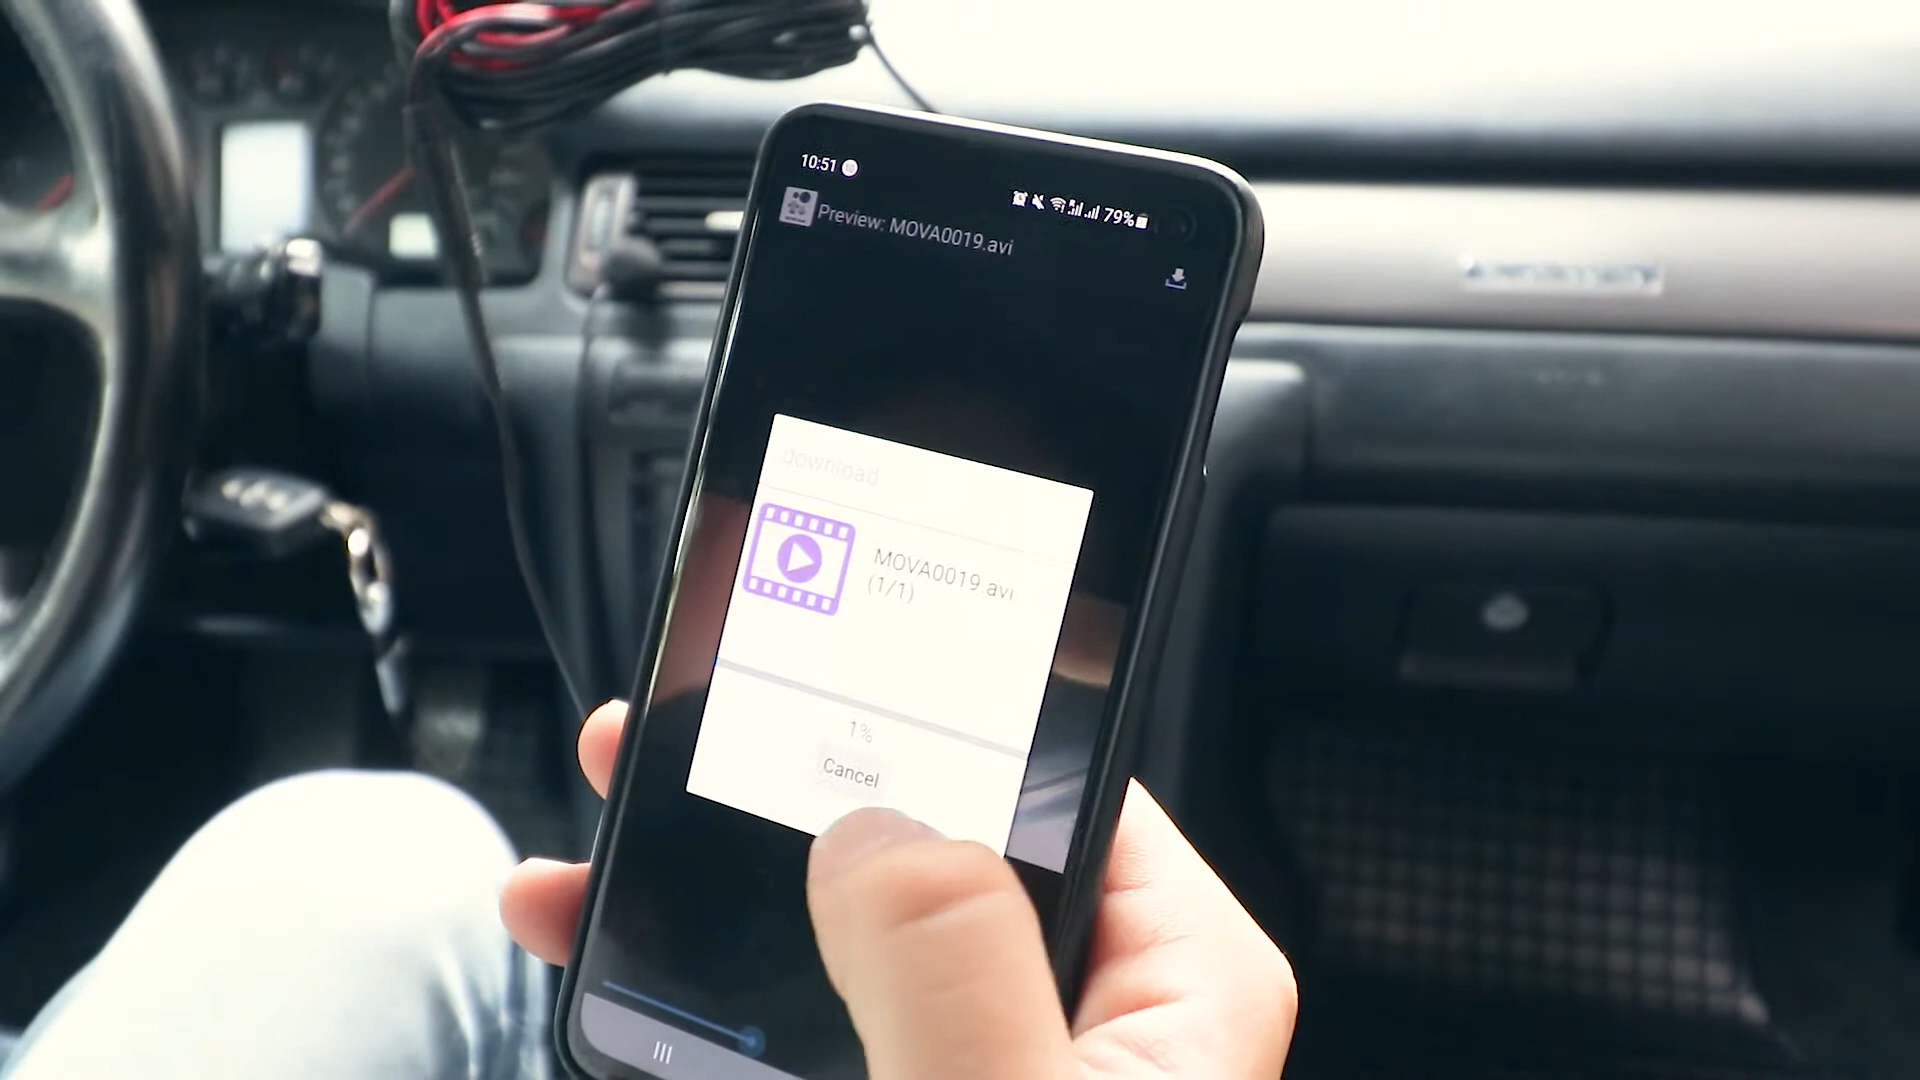 10:51
79%
Preview: MOVA0019.avi
download
MOVA0019.avi
(1/1)
1%
Cancel